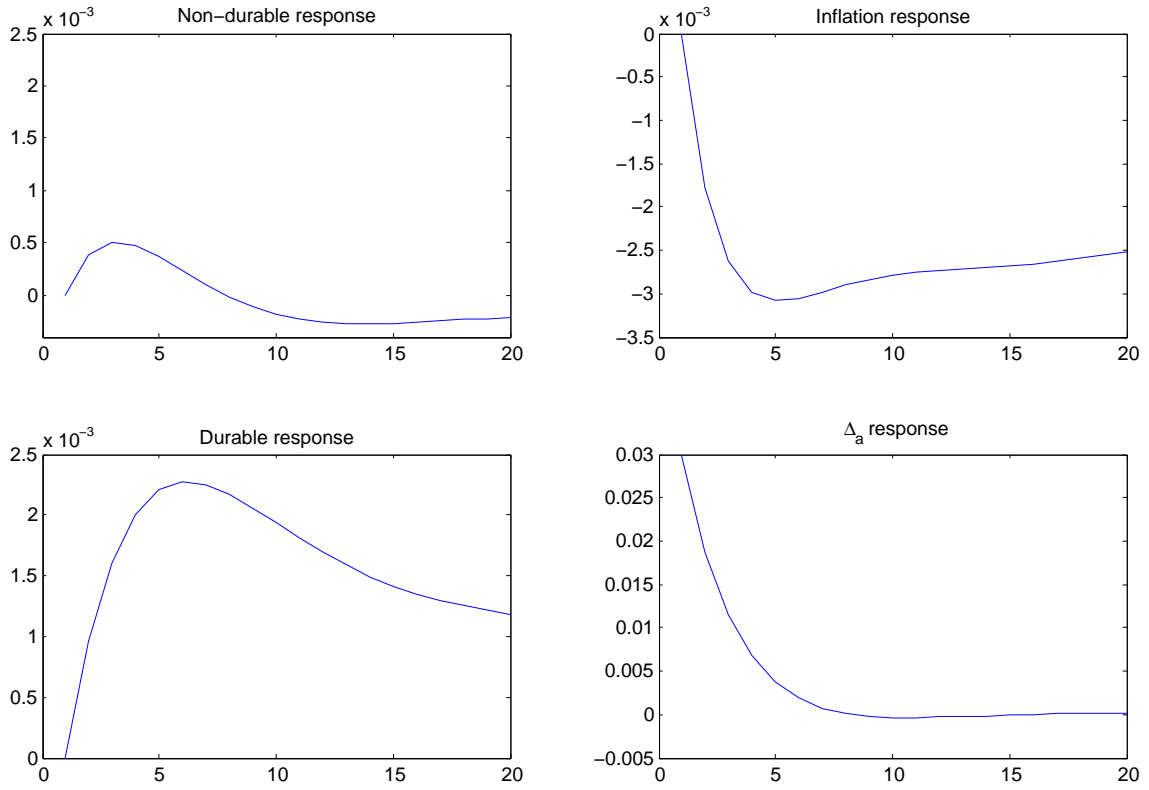 Non−durable response
x 10−3
2.5
2
1.5
1
0.5
0
0 5 10 15 20
Inflation response
x 10−3
0
−0.5
−1
−1.5
−2
−2.5
−3
−3.5
0 5 10 15 20
Durable response
x 10−3
2.5
2
1.5
1
0.5
0
0 5 10 15 20
Δa response
0.03
0.025
0.02
0.015
0.01
0.005
0
−0.005
0 5 10 15 20